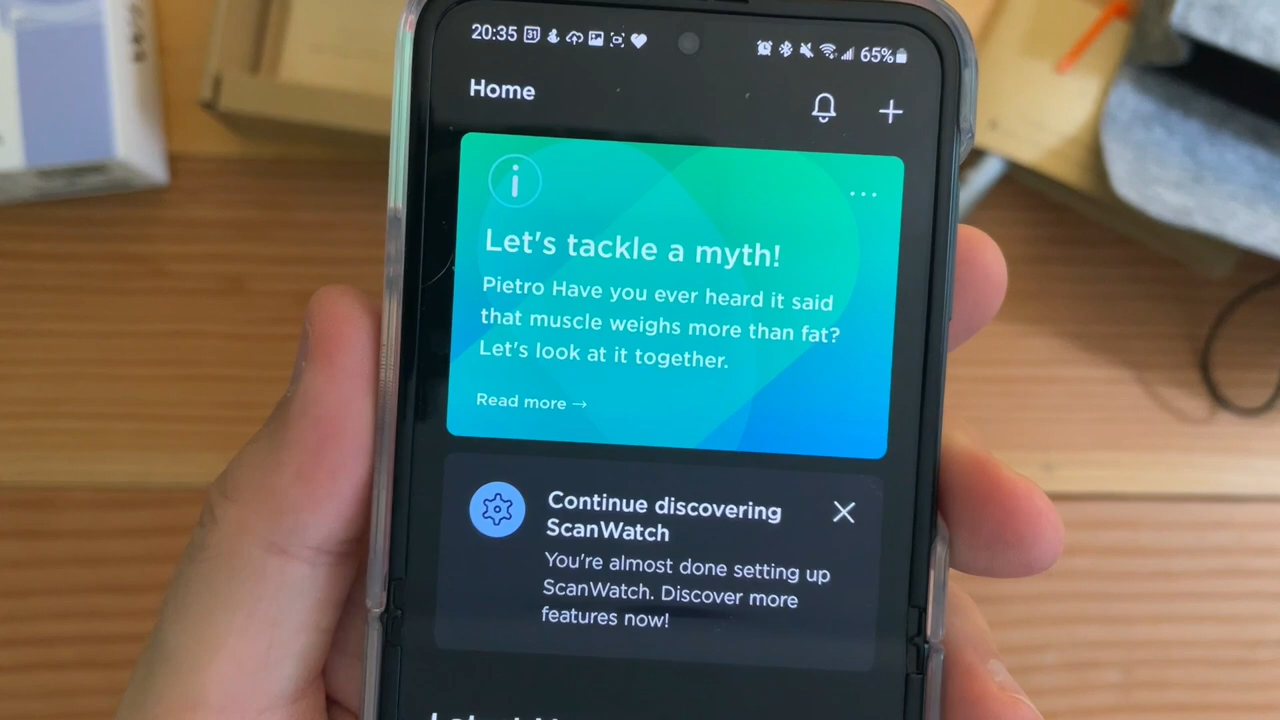 20:35 31 65%
Home
i
Let's tackle a myth!
Pietro Have you ever heard it said
that muscle weighs more than fat?
Let's look at it together.
Read more →
Continue discovering
ScanWatch
You're almost done setting up
ScanWatch. Discover more
features now!